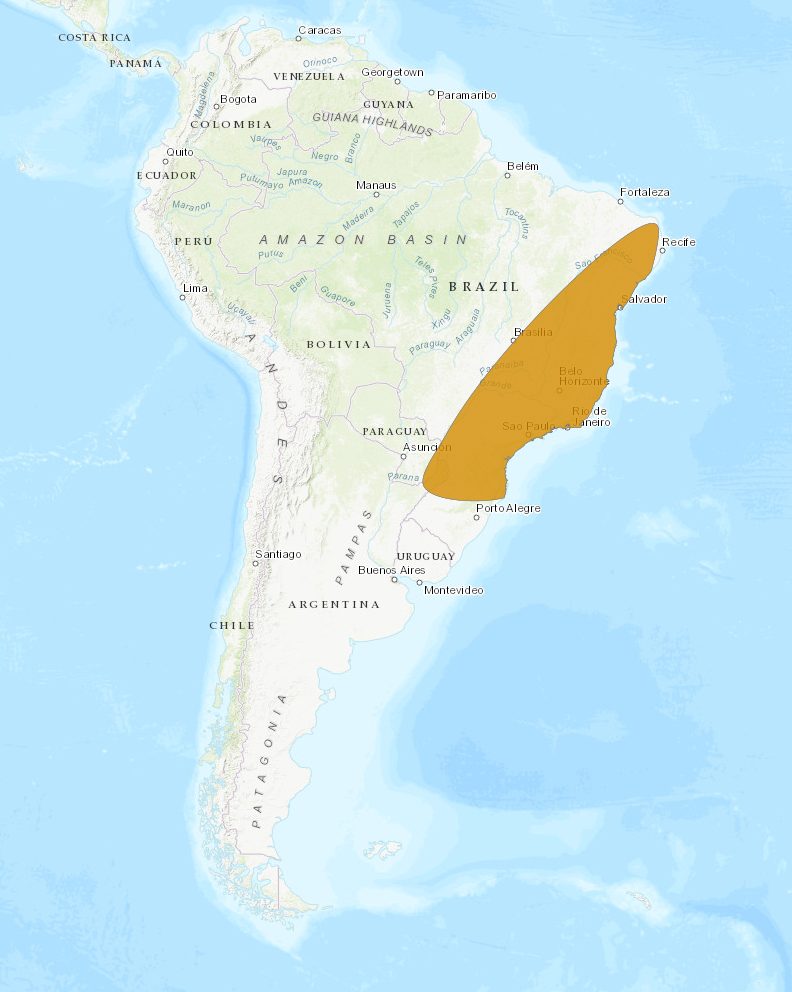 COSTA RICA
Caracas
PANAMÁ
Orinoco
VENEZUELA
Georgetown
Magdalena
Bogota
Paramaribo
GUYANA
COLOMBIA
GUIANA HIGHLANDS
Vaupes
Branco
Quito
Negro
Belém
ECUADOR
Japura
Putumayo
Amazon
Manaus
Fortaleza
Maranon
Madeira
Tapajos
Tocantins
PERU
AMAZON BASIN
Recife
Purus
San Francisco
Teles Pires
Lima
Beni
Guapore
Juruena
BRAZIL
Salvador
Ucayali
Xingu
Araguaia
Brasília
ANDES
BOLIVIA
Paraguay
Paranaiba
Grande
Belo
Horizonte
Rio de
Janeiro
Sao Paulo
PARAGUAY
Asunción
Parana
Porto Alegre
PAMPAS
Santiago
URUGUAY
Buenos Aires
Montevideo
ARGENTINA
CHILE
PATAGONIA